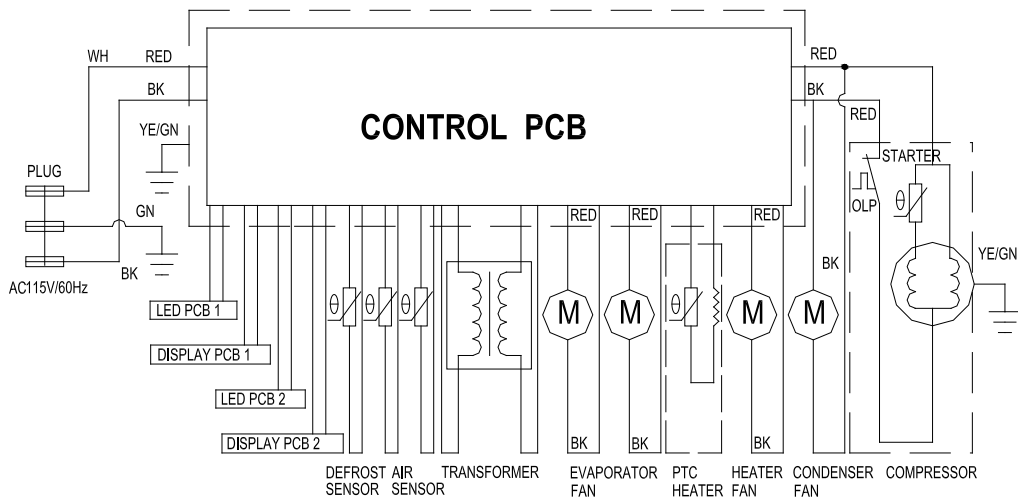 WH
RED
BK
YE/GN
CONTROL PCB
RED
BK
RED
PLUG
GN
BK
AC115V/60Hz
STARTER
θ
OLP
YE/GN
RED
RED
RED
BK
LED PCB 1
DISPLAY PCB 1
LED PCB 2
DISPLAY PCB 2
θ
θ
θ
M
M
θ
M
M
BK
BK
BK
DEFROST
SENSOR
AIR
SENSOR
TRANSFORMER
EVAPORATOR
FAN
PTC
HEATER
HEATER
FAN
CONDENSER
FAN
COMPRESSOR